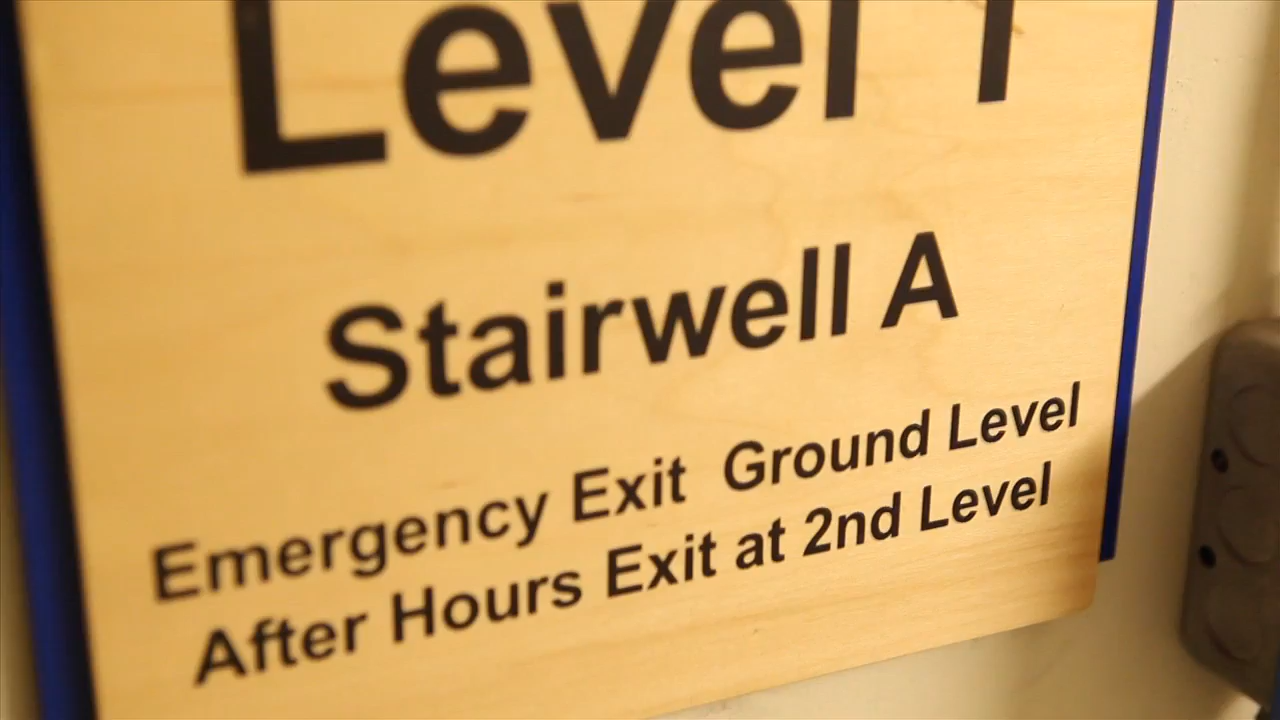 Level 1
Stairwell A
Emergency Exit Ground Level
After Hours Exit at 2nd Level